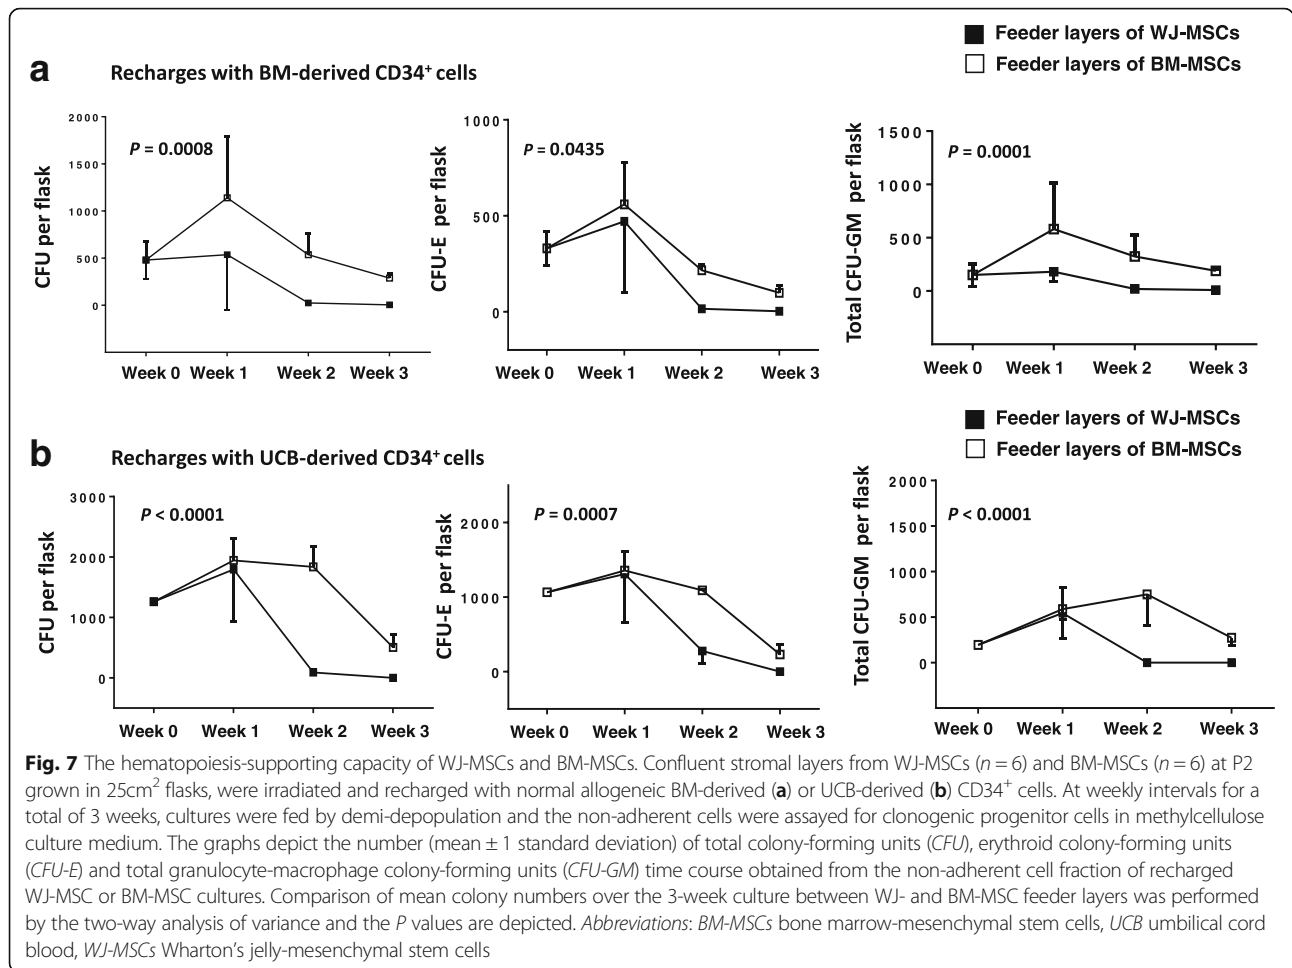 Feeder layers of WJ-MSCs
Feeder layers of BM-MSCs
a
Recharges with BM-derived CD34+ cells
CFU per flask
2000
1500
1000
500
0
P = 0.0008
Week 0 Week 1 Week 2 Week 3
CFU-E per flask
1000
500
0
P = 0.0435
Week 0 Week 1 Week 2 Week 3
Total CFU-GM per flask
1500
1000
500
0
P = 0.0001
Week 0 Week 1 Week 2 Week 3
Feeder layers of WJ-MSCs
Feeder layers of BM-MSCs
b
Recharges with UCB-derived CD34+ cells
CFU per flask
3000
2000
1000
0
P < 0.0001
Week 0 Week 1 Week 2 Week 3
CFU-E per flask
2000
1000
0
P = 0.0007
Week 0 Week 1 Week 2 Week 3
Total CFU-GM per flask
2000
1500
1000
500
0
P < 0.0001
Week 0 Week 1 Week 2 Week 3
Fig. 7 The hematopoiesis-supporting capacity of WJ-MSCs and BM-MSCs. Confluent stromal layers from WJ-MSCs (n = 6) and BM-MSCs (n = 6) at P2
grown in 25cm² flasks, were irradiated and recharged with normal allogeneic BM-derived (a) or UCB-derived (b) CD34+ cells. At weekly intervals for a
total of 3 weeks, cultures were fed by demi-depopulation and the non-adherent cells were assayed for clonogenic progenitor cells in methylcellulose
culture medium. The graphs depict the number (mean ± 1 standard deviation) of total colony-forming units (CFU), erythroid colony-forming units
(CFU-E) and total granulocyte-macrophage colony-forming units (CFU-GM) time course obtained from the non-adherent cell fraction of recharged
WJ-MSC or BM-MSC cultures. Comparison of mean colony numbers over the 3-week culture between WJ- and BM-MSC feeder layers was performed
by the two-way analysis of variance and the P values are depicted. Abbreviations: BM-MSCs bone marrow-mesenchymal stem cells, UCB umbilical cord
blood, WJ-MSCs Wharton's jelly-mesenchymal stem cells